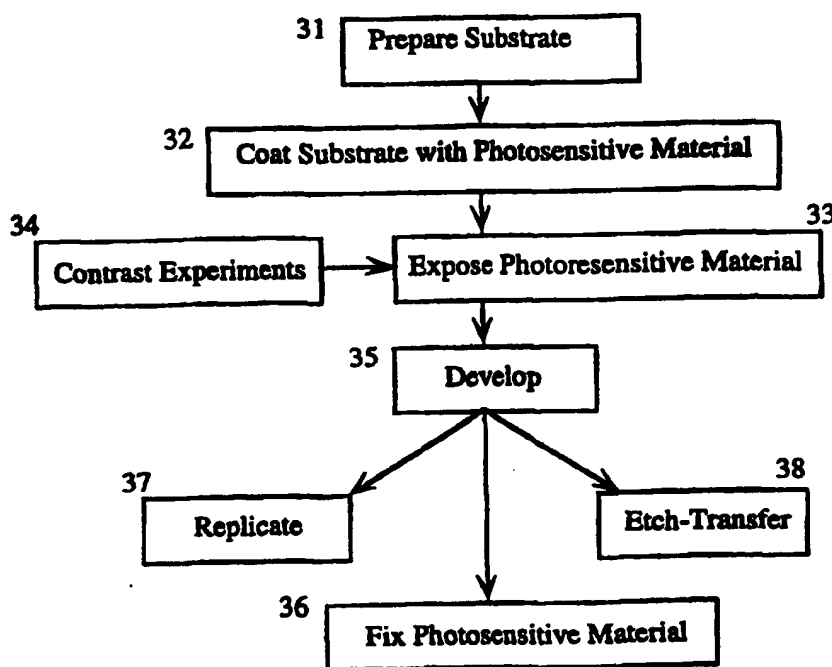 31
Prepare Substrate
32
Coat Substrate with Photosensitive Material
34
33
Contrast Experiments
Expose Photoresensitive Material
35
Develop
37
38
Replicate
Etch-Transfer
36
Fix Photosensitive Material